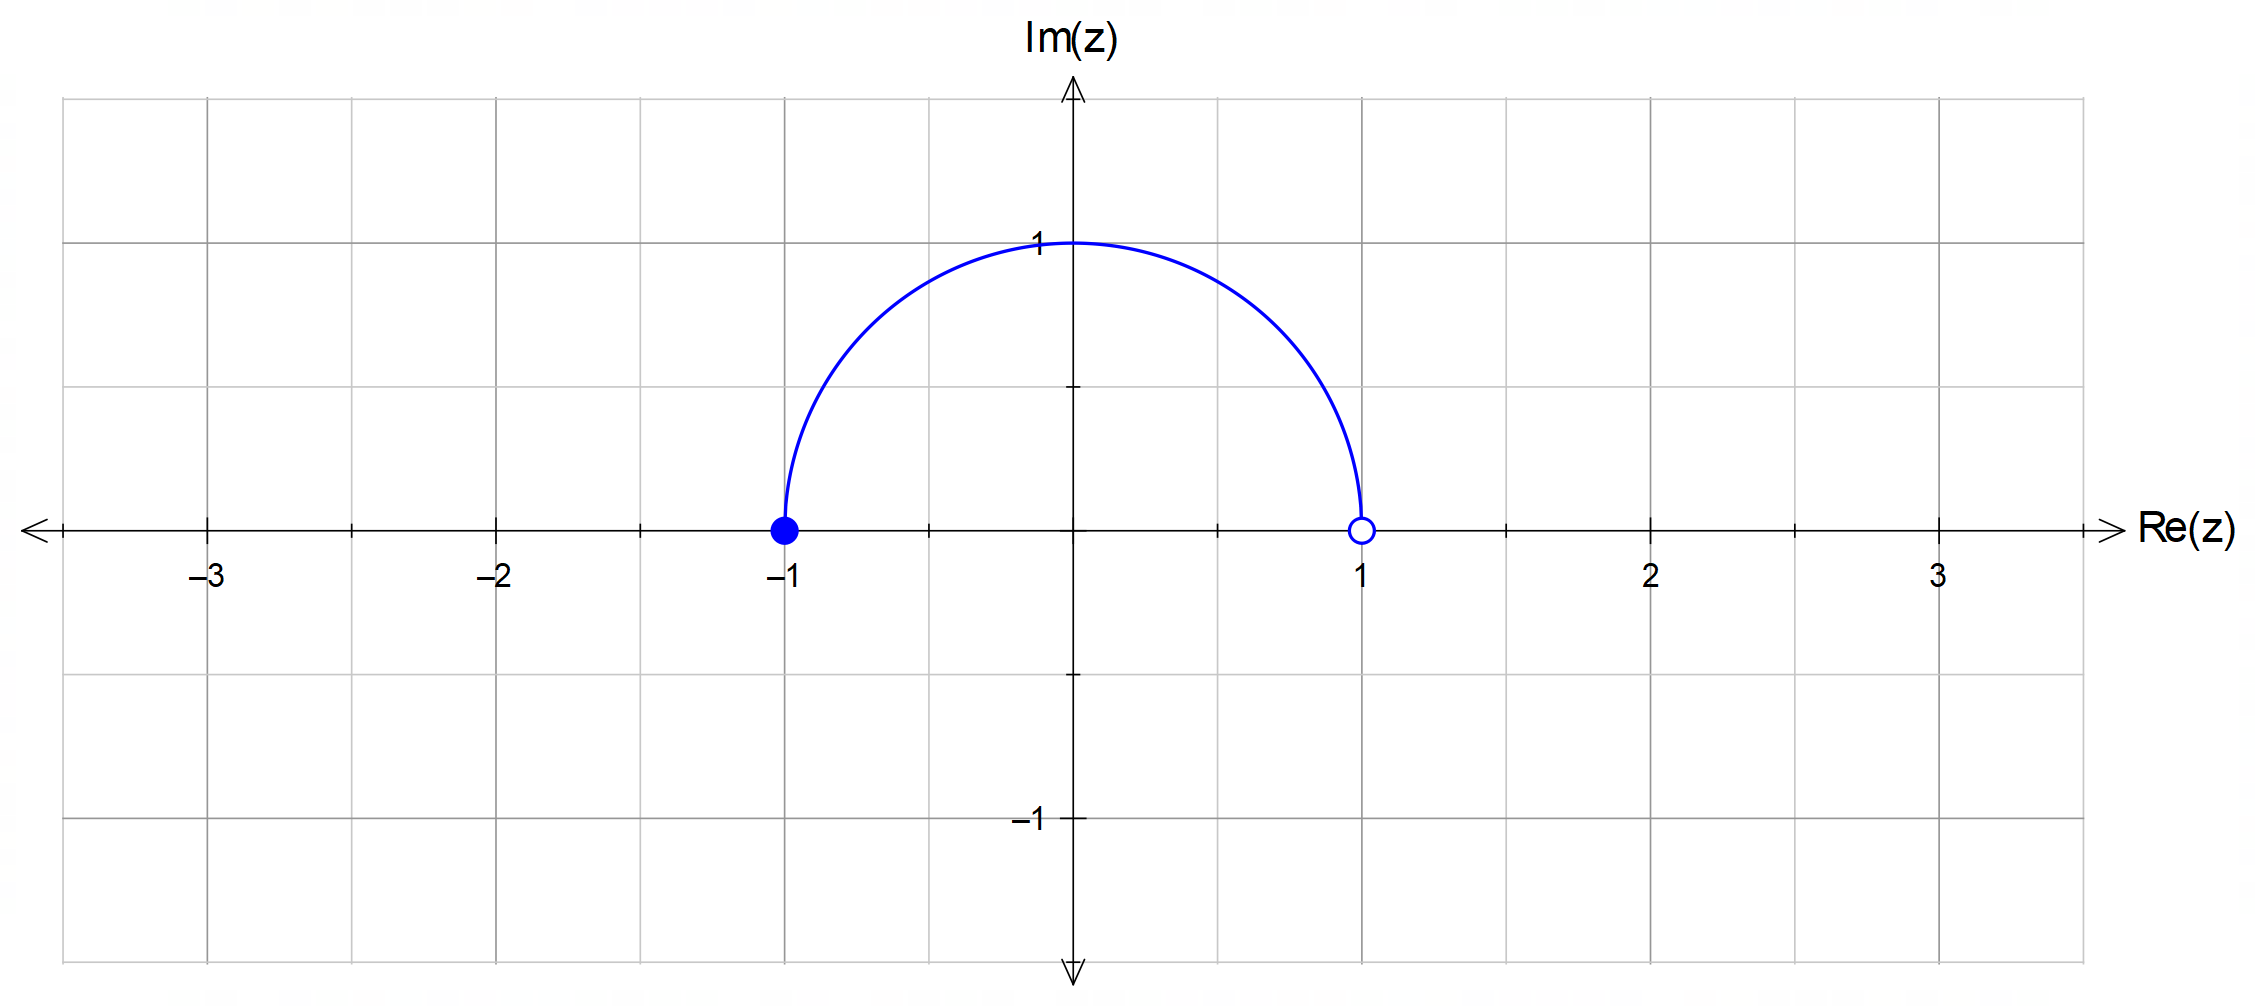 Im(z)
1
Re(z)
–3 –2 –1 1 2 3
–1